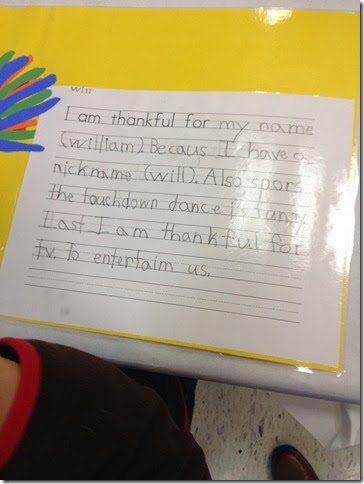 will
I am thankful for my name
(william) Becaus I have a
nickname (will). Also spors
the touchdown dance is funny
Last I am thankful for
tv. To entertaim us.